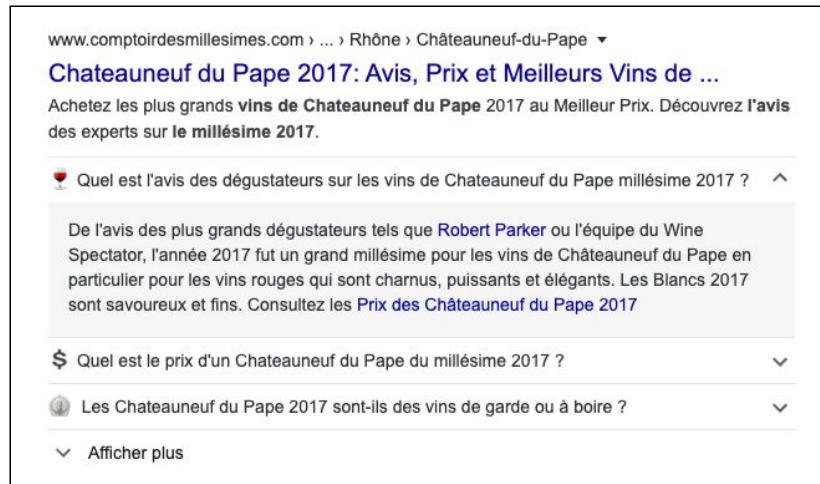 www.comptoirdesmillesimes.com › ... › Rhône › Châteauneuf-du-Pape
Chateauneuf du Pape 2017: Avis, Prix et Meilleurs Vins de ...
Achetez les plus grands vins de Chateauneuf du Pape 2017 au Meilleur Prix. Découvrez l'avis
des experts sur le millésime 2017.
Quel est l'avis des dégustateurs sur les vins de Chateauneuf du Pape millésime 2017 ?
De l'avis des plus grands dégustateurs tels que Robert Parker ou l'équipe du Wine
Spectator, l'année 2017 fut un grand millésime pour les vins de Châteauneuf du Pape en
particulier pour les vins rouges qui sont charnus, puissants et élégants. Les Blancs 2017
sont savoureux et fins. Consultez les Prix des Châteauneuf du Pape 2017
$ Quel est le prix d'un Chateauneuf du Pape du millésime 2017 ?
Les Chateauneuf du Pape 2017 sont-ils des vins de garde ou à boire ?
Afficher plus